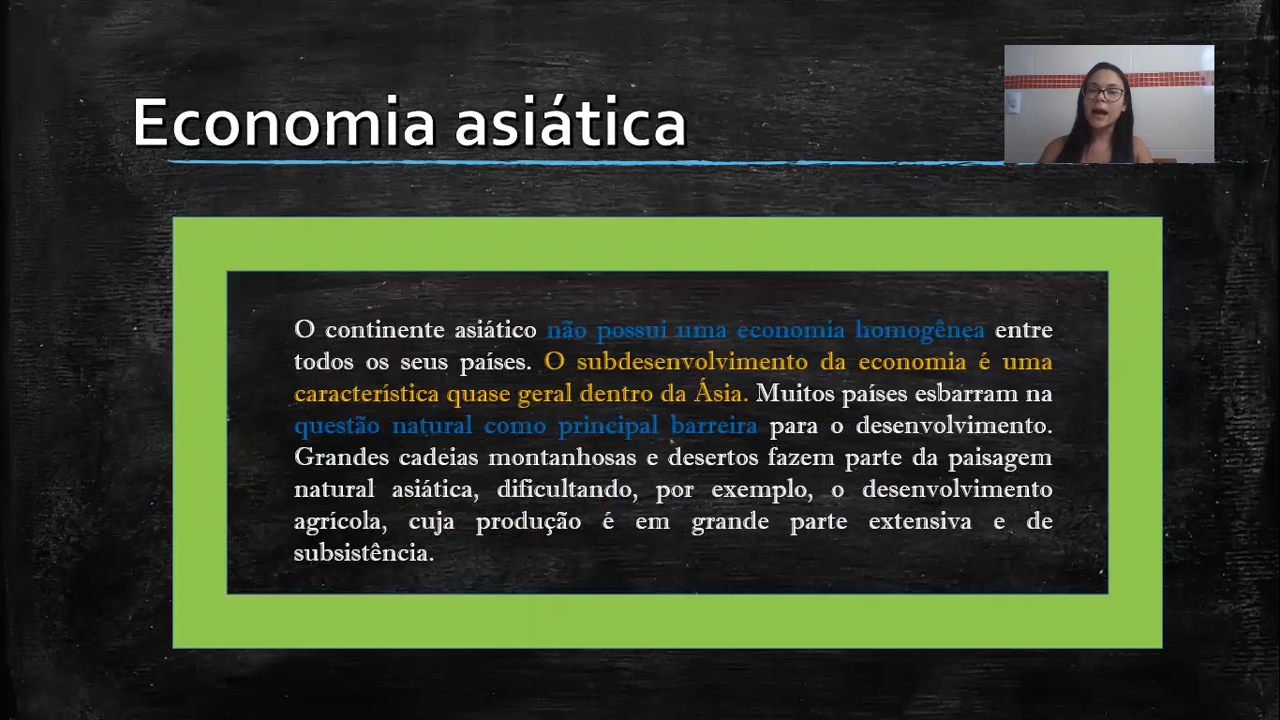 Economia asiática
O continente asiático não possui uma economia homogênea entre
todos os seus países. O subdesenvolvimento da economia é uma
característica quase geral dentro da Ásia. Muitos países esbarram na
questão natural como principal barreira para o desenvolvimento.
Grandes cadeias montanhosas e desertos fazem parte da paisagem
natural asiática, dificultando, por exemplo, o desenvolvimento
agrícola, cuja produção é em grande parte extensiva e de
subsistência.